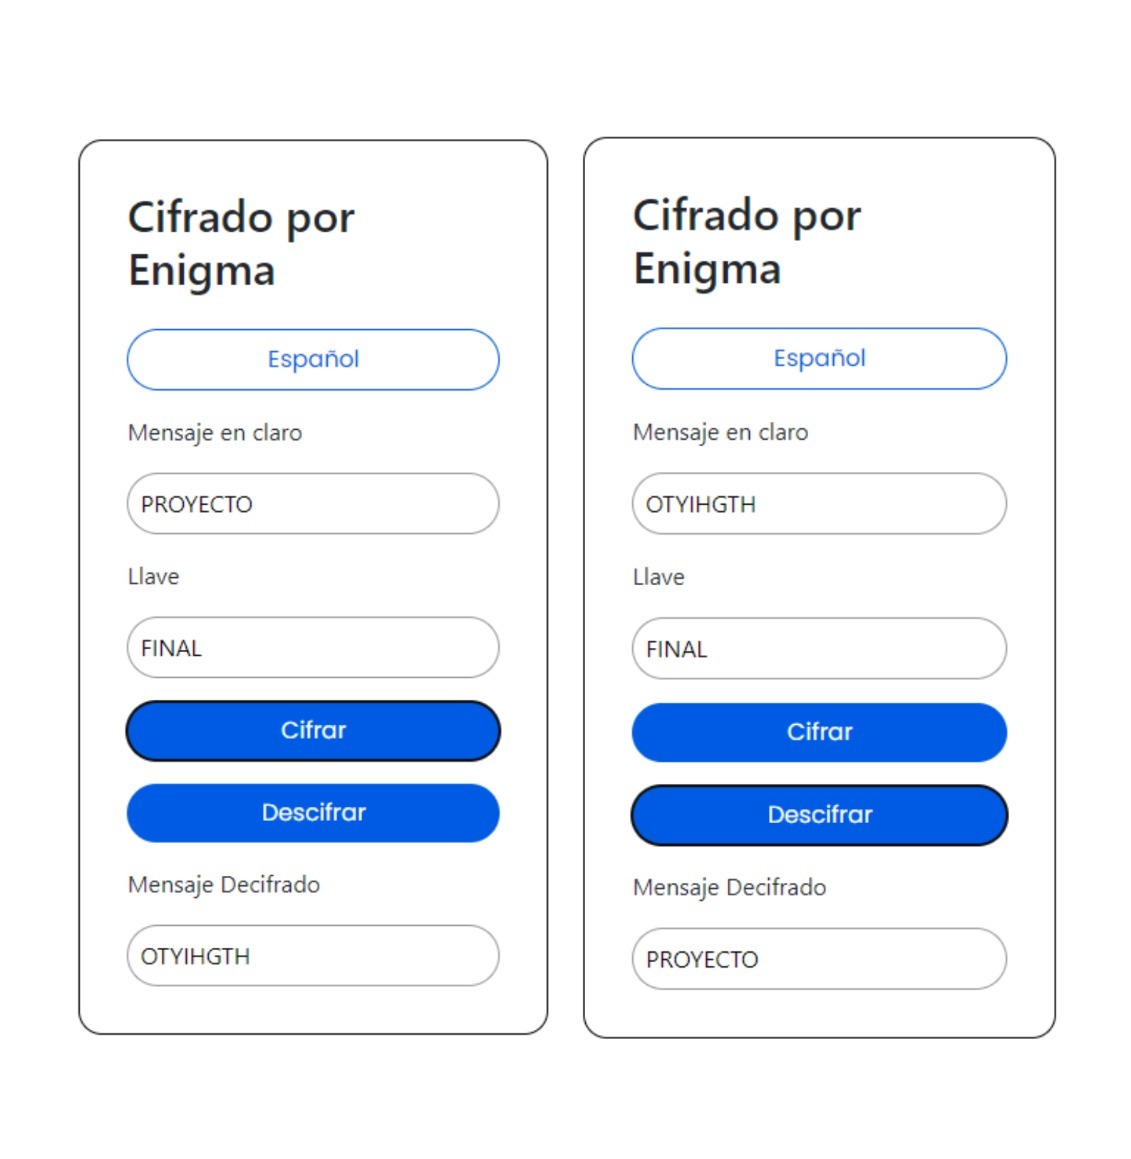 Cifrado por
Enigma
Español
Mensaje en claro
PROYECTO
Llave
FINAL
Cifrar
Descifrar
Mensaje Decifrado
OTYIHGTH
Cifrado por
Enigma
Español
Mensaje en claro
OTYIHGTH
Llave
FINAL
Cifrar
Descifrar
Mensaje Decifrado
PROYECTO